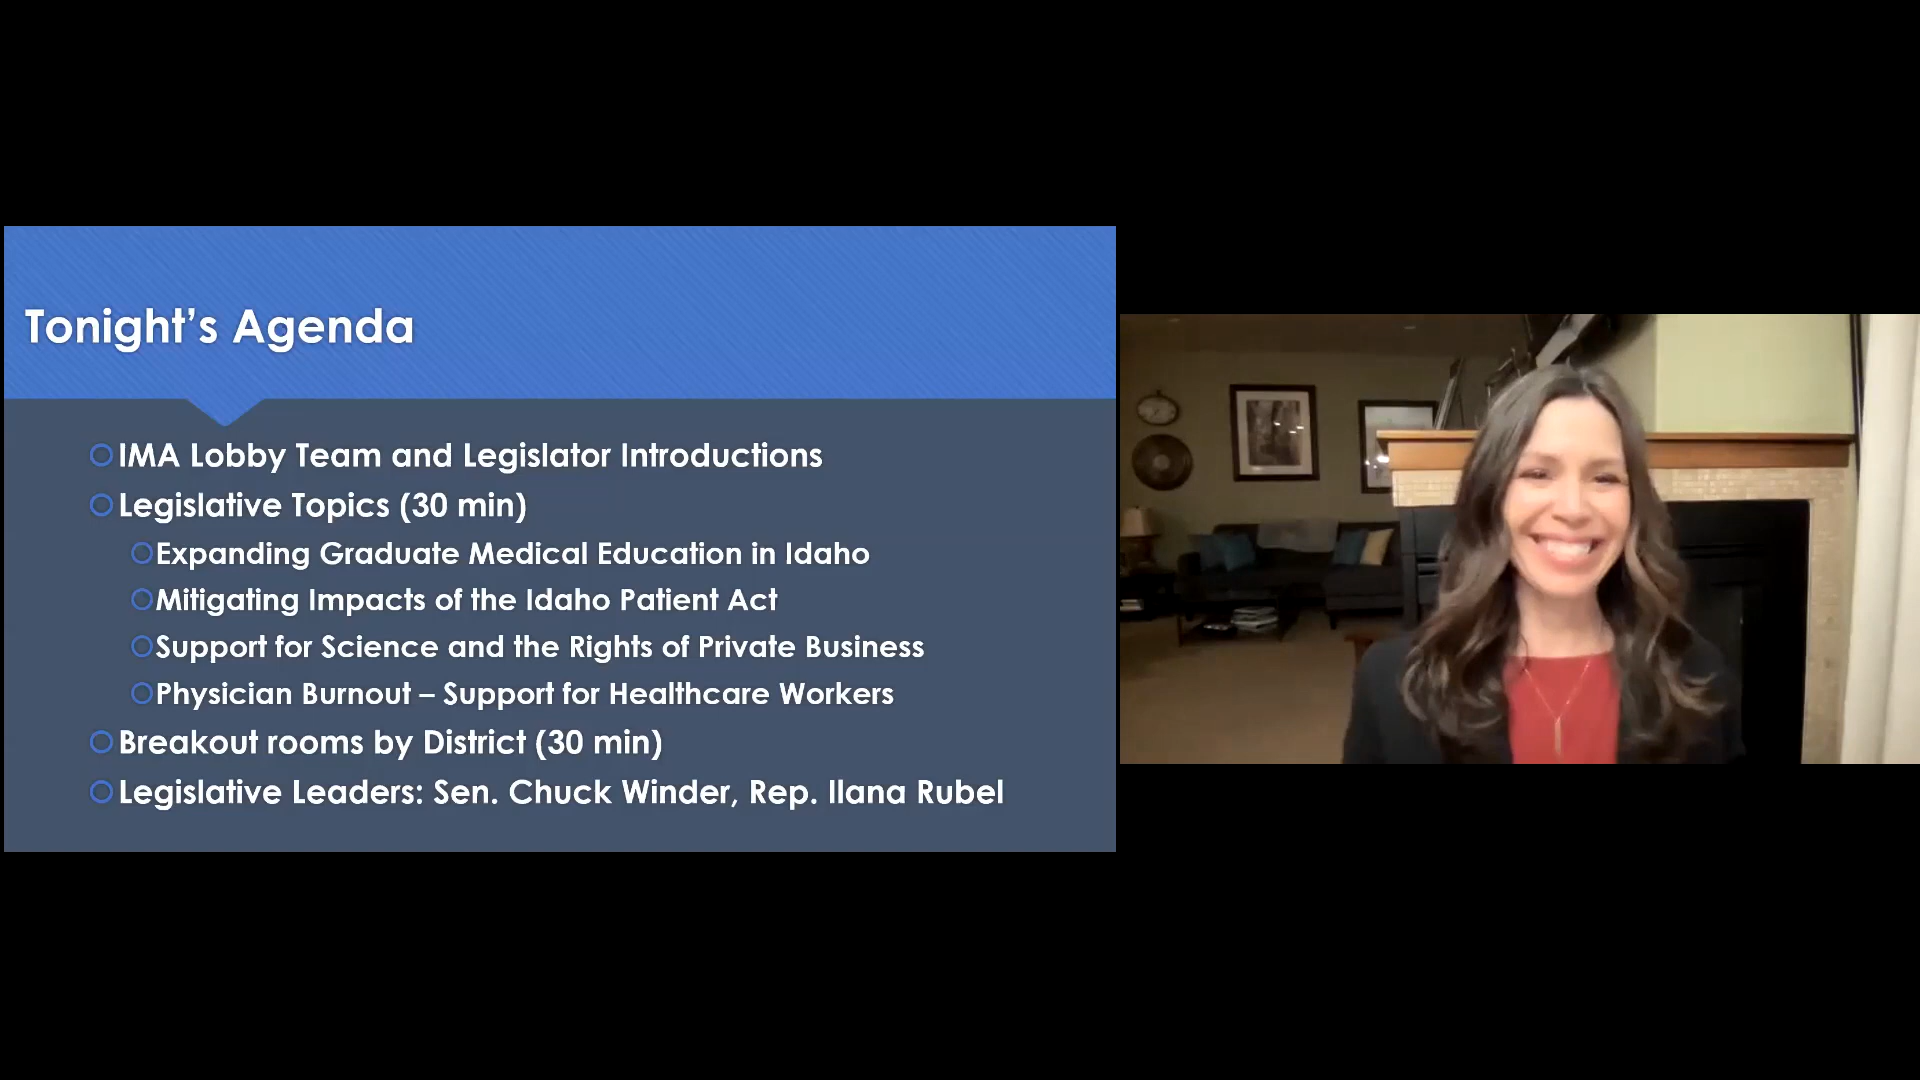 Tonight’s Agenda
IMA Lobby Team and Legislator Introductions
Legislative Topics (30 min)
Expanding Graduate Medical Education in Idaho
Mitigating Impacts of the Idaho Patient Act
Support for Science and the Rights of Private Business
Physician Burnout – Support for Healthcare Workers
Breakout rooms by District (30 min)
Legislative Leaders: Sen. Chuck Winder, Rep. Ilana Rubel